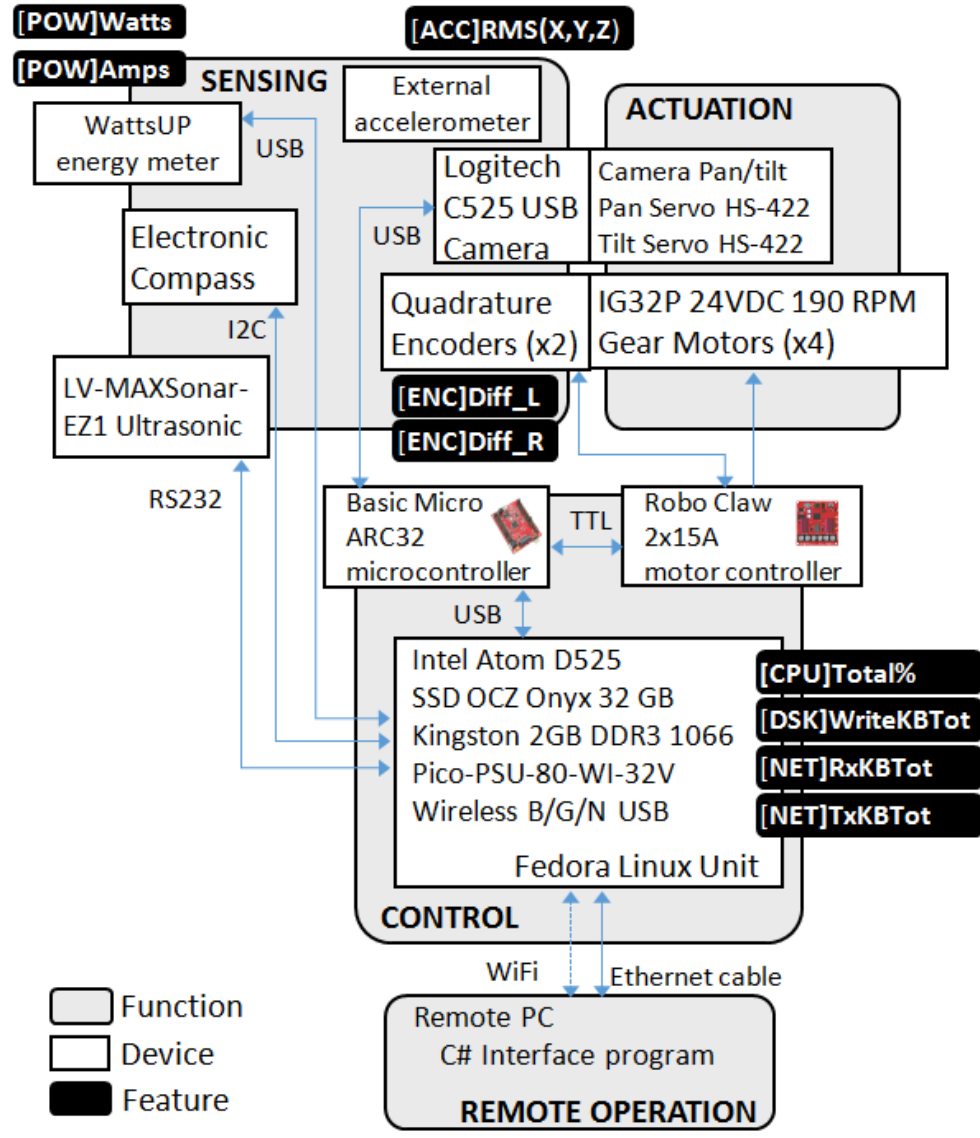 [POW]Watts
[ACC]RMS(X,Y,Z)
[POW]Amps
SENSING
External
accelerometer
ACTUATION
WattsUP
energy meter
USB
Logitech
C525 USB
Camera
Camera Pan/tilt
Pan Servo HS-422
Tilt Servo HS-422
USB
Electronic
Compass
I2C
Quadrature
Encoders (x2)
IG32P 24VDC 190 RPM
Gear Motors (x4)
LV-MAXSonar-
EZ1 Ultrasonic
[ENC]Diff_L
[ENC]Diff_R
RS232
Basic Micro
ARC32
microcontroller
TTL
Robo Claw
2x15A
motor controller
USB
Intel Atom D525
SSD OCZ Onyx 32 GB
Kingston 2GB DDR3 1066
Pico-PSU-80-WI-32V
Wireless B/G/N USB
Fedora Linux Unit
[CPU]Total%
[DSK]WriteKBTot
[NET]RxKBTot
[NET]TxKBTot
CONTROL
WiFi
Ethernet cable
Remote PC
C# Interface program
REMOTE OPERATION
Function
Device
Feature